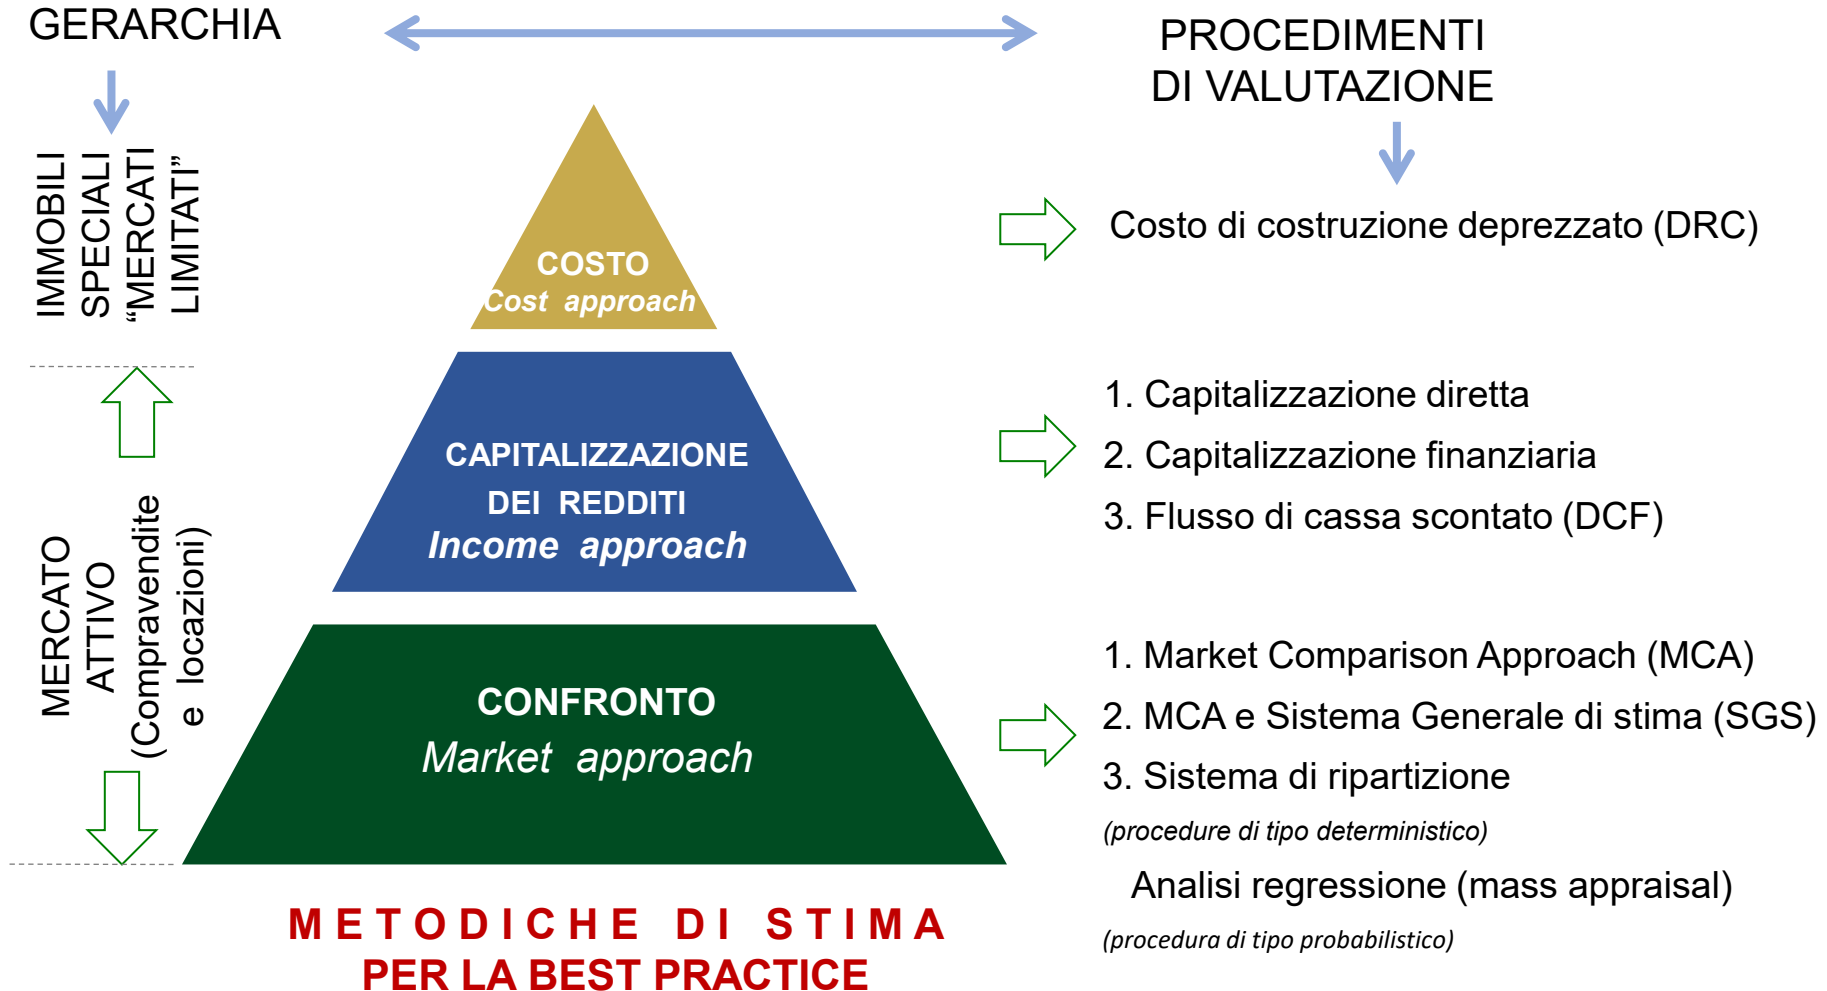 GERARCHIA
PROCEDIMENTI
DI VALUTAZIONE
IMMOBILI
SPECIALI
“MERCATI
LIMITATI”
COSTO
Cost approach
Costo di costruzione deprezzato (DRC)
MERCATO
ATTIVO
(Compravendite
e locazioni)
CAPITALIZZAZIONE
DEI REDDITI
Income approach
1. Capitalizzazione diretta
2. Capitalizzazione finanziaria
3. Flusso di cassa scontato (DCF)
CONFRONTO
Market approach
1. Market Comparison Approach (MCA)
2. MCA e Sistema Generale di stima (SGS)
3. Sistema di ripartizione
(procedure di tipo deterministico)
Analisi regressione (mass appraisal)
(procedura di tipo probabilistico)
METODICHE DI STIMA
PER LA BEST PRACTICE